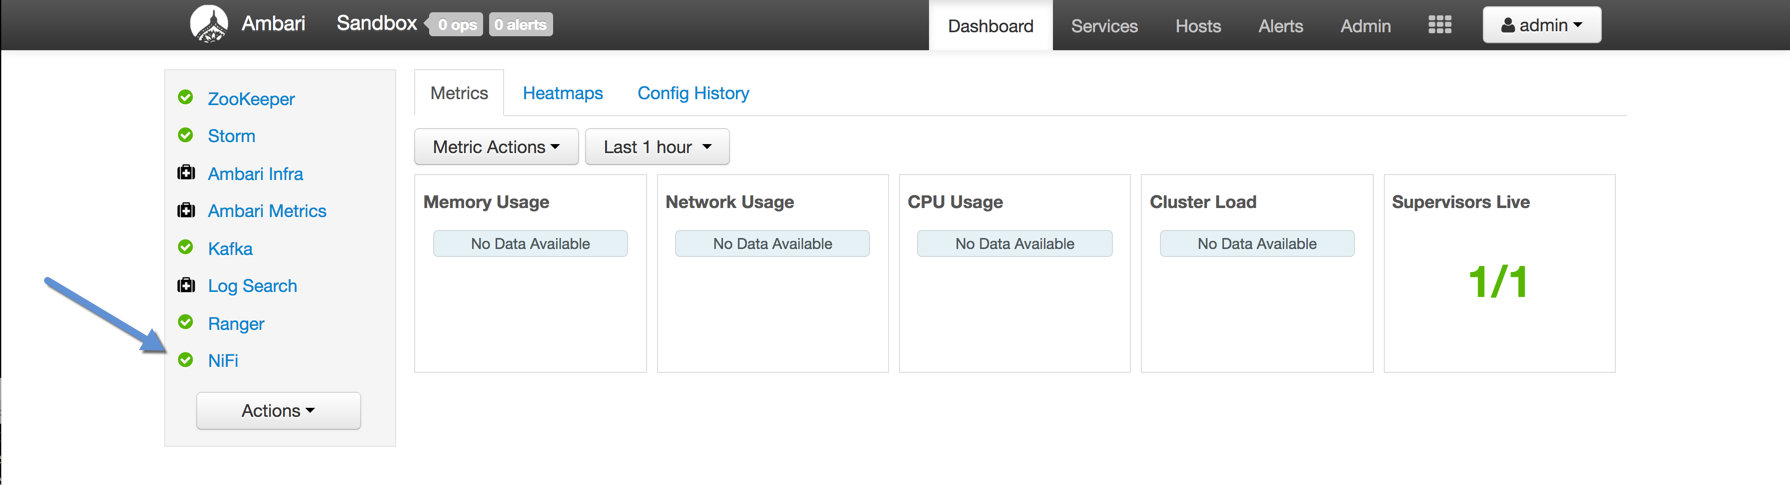 Ambari Sandbox 0 ops 0 alerts Dashboard Services Hosts Alerts Admin admin
ZooKeeper
Storm
Ambari Infra
Ambari Metrics
Kafka
Log Search
Ranger
NiFi
Actions
Metrics Heatmaps Config History
Metric Actions Last 1 hour
Memory Usage Network Usage CPU Usage Cluster Load Supervisors Live
No Data Available No Data Available No Data Available No Data Available
1/1